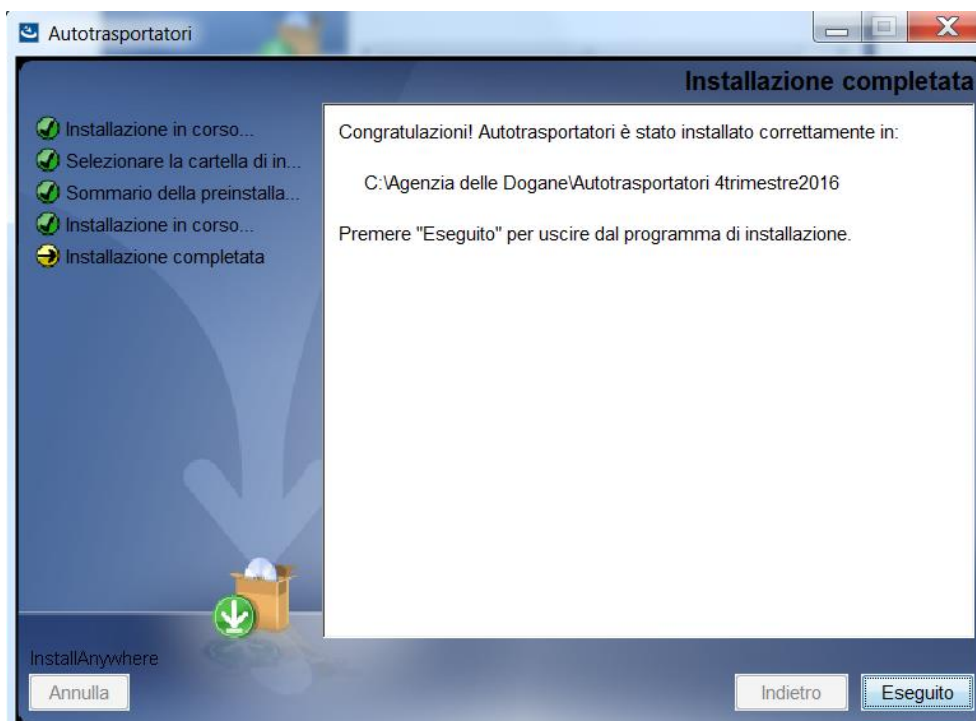 Autotrasportatori
Installazione completata
Installazione in corso...
Selezionare la cartella di in...
Sommario della preinstalla...
Installazione in corso...
Installazione completata
Congratulazioni! Autotrasportatori è stato installato correttamente in:
C:\Agenzia delle Dogane\Autotrasportatori 4trimestre2016
Premere "Eseguito" per uscire dal programma di installazione.
InstallAnywhere
Annulla
Indietro
Eseguito